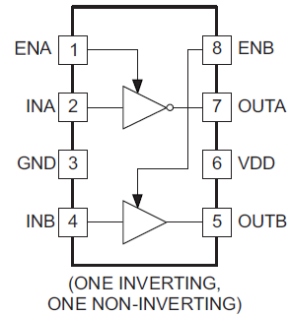 ENA 1 8 ENB
INA 2 7 OUTA
GND 3 6 VDD
INB 4 5 OUTB
(ONE INVERTING,
ONE NON-INVERTING)